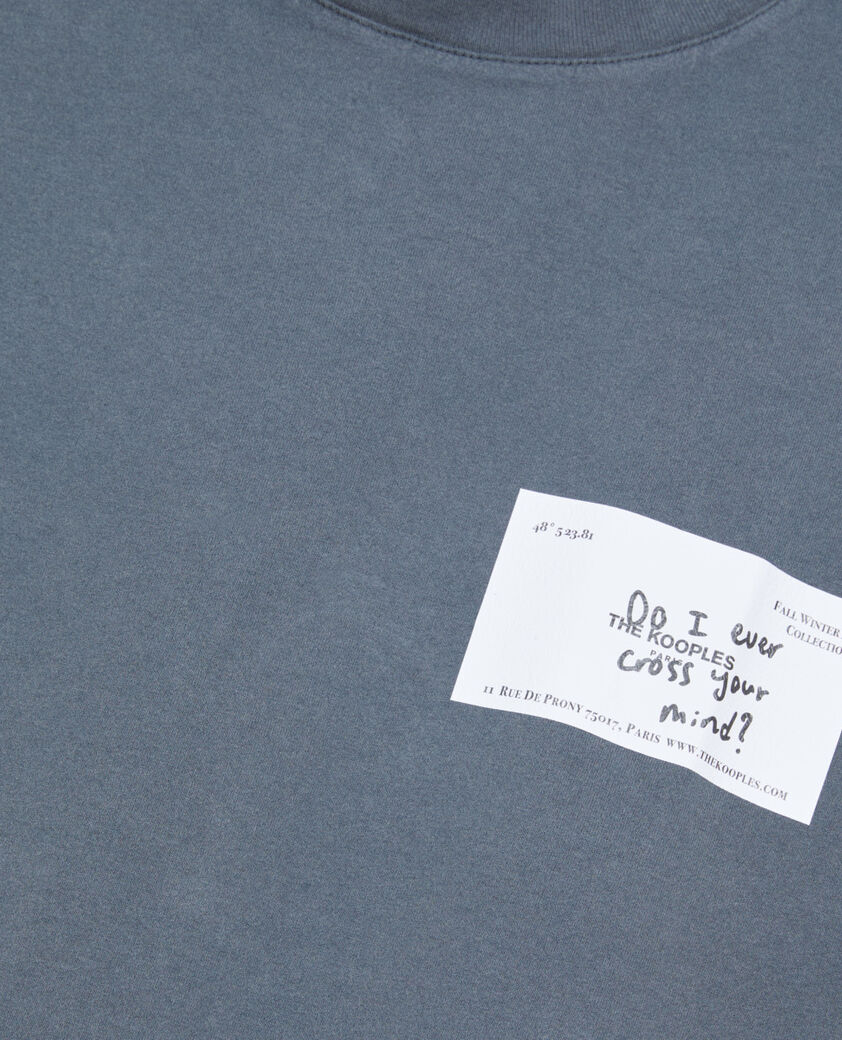 48° 523.81
FALL WINTER
COLLECTION
Do I ever
THE KOOPLES
PARIS
cross your
mind?
11 RUE DE PRONY 75017, PARIS WWW.THEKOOPLES.COM